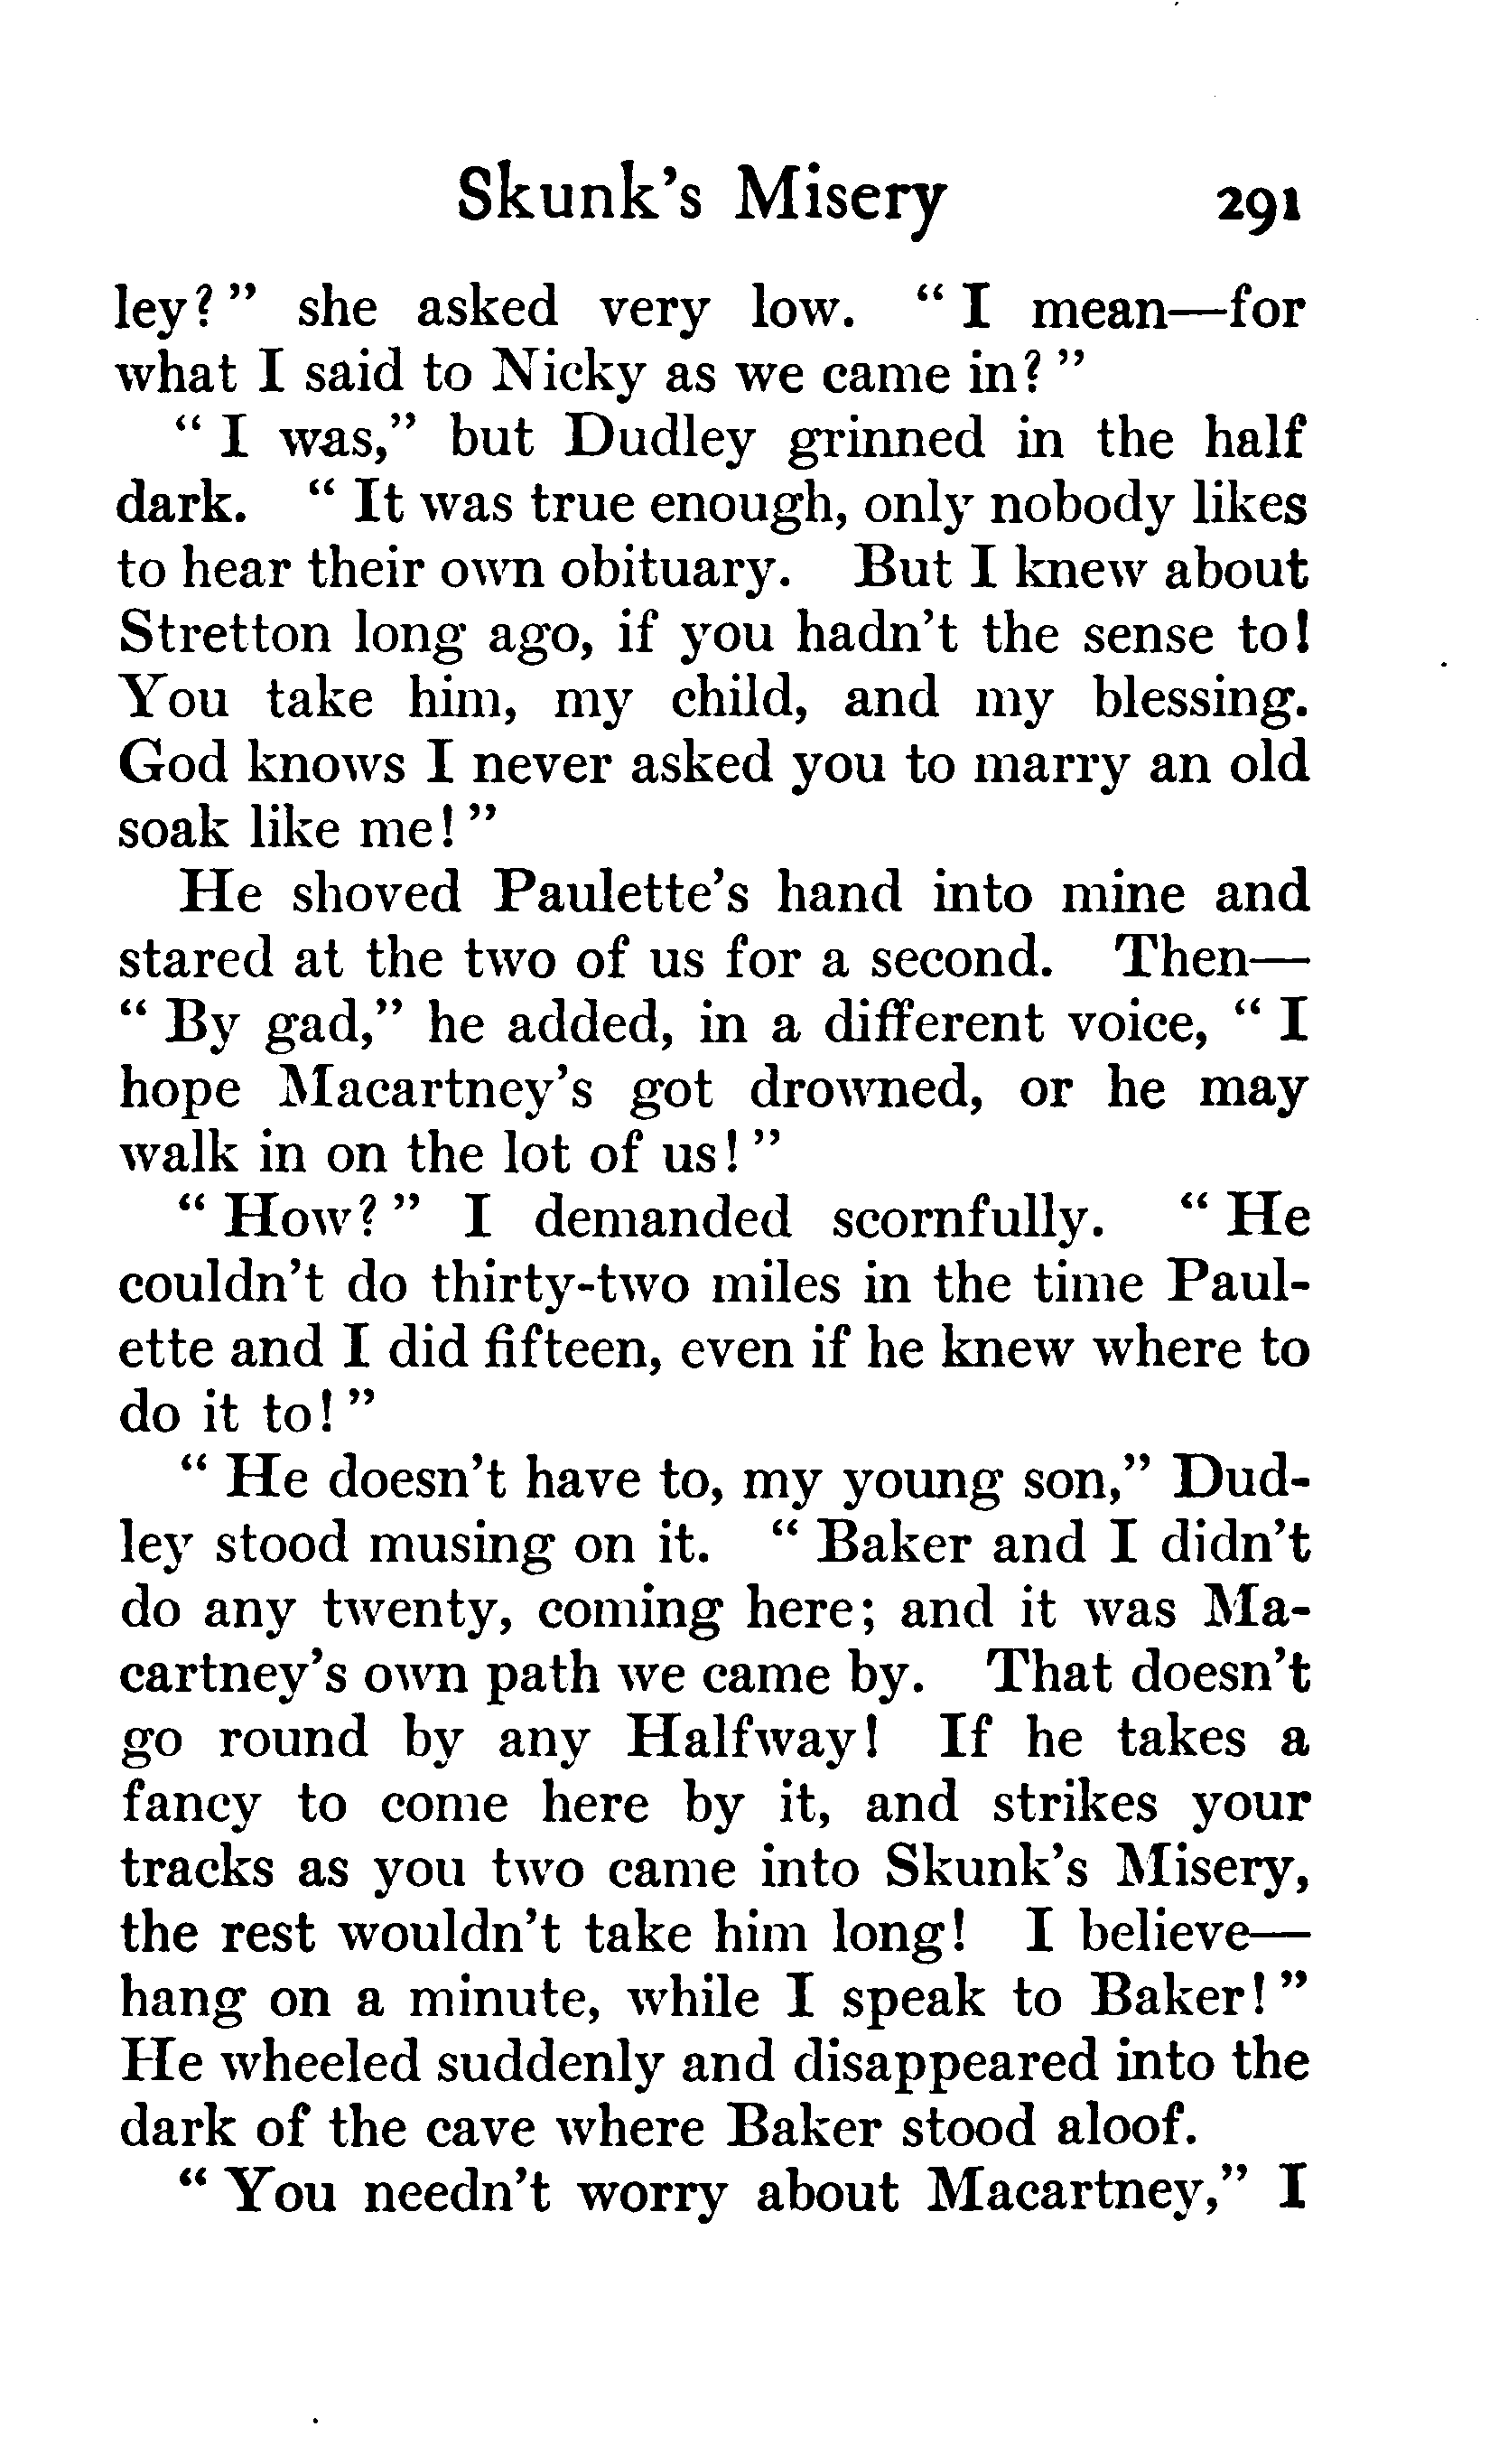 Skunk's Misery 291
ley?" she asked very low. "I mean—for
what I said to Nicky as we came in?"
"I was," but Dudley grinned in the half
dark. "It was true enough, only nobody likes
to hear their own obituary. But I knew about
Stretton long ago, if you hadn't the sense to!
You take him, my child, and my blessing.
God knows I never asked you to marry an old
soak like me!"
He shoved Paulette's hand into mine and
stared at the two of us for a second. Then—
"By gad," he added, in a different voice, "I
hope Macartney's got drowned, or he may
walk in on the lot of us!"
"How?" I demanded scornfully. "He
couldn't do thirty-two miles in the time Paul-
ette and I did fifteen, even if he knew where to
do it to!"
"He doesn't have to, my young son," Dud-
ley stood musing on it. "Baker and I didn't
do any twenty, coming here; and it was Ma-
cartney's own path we came by. That doesn't
go round by any Halfway! If he takes a
fancy to come here by it, and strikes your
tracks as you two came into Skunk's Misery,
the rest wouldn't take him long! I believe—
hang on a minute, while I speak to Baker!"
He wheeled suddenly and disappeared into the
dark of the cave where Baker stood aloof.
"You needn't worry about Macartney," I